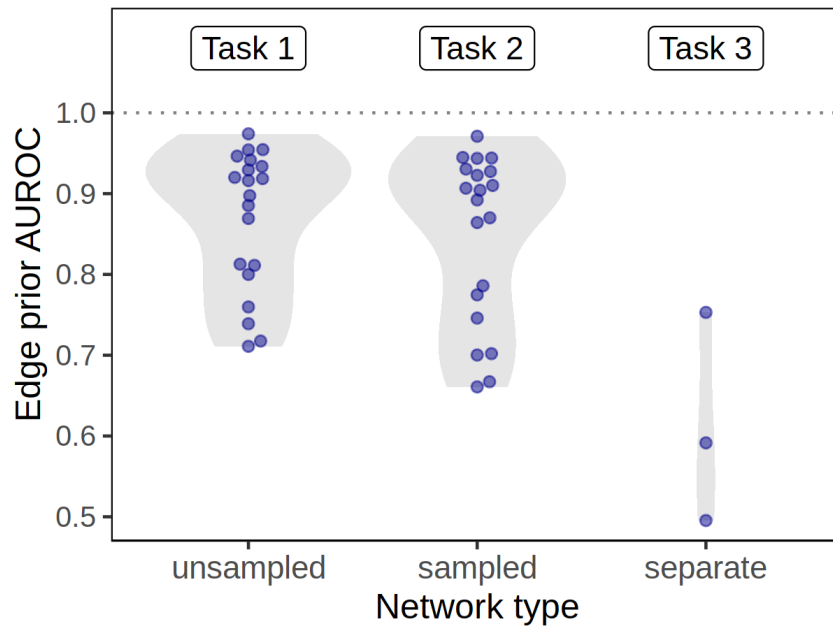 Task 1 Task 2 Task 3
1.0
0.9
0.8
0.7
0.6
0.5
Edge prior AUROC
unsampled sampled separate
Network type